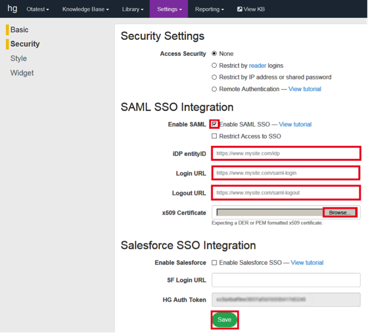 hg Otatest Knowledge Base Library Settings Reporting View KB
Basic
Security
Style
Widget
Security Settings
Access Security None
Restrict by reader logins
Restrict by IP address or shared password
Remote Authentication — View tutorial
SAML SSO Integration
Enable SAML Enable SAML SSO — View tutorial
Restrict Access to SSO
IDP entityID https://www.mysite.com/idp
Login URL https://www.mysite.com/saml-login
Logout URL https://www.mysite.com/saml-logout
x509 Certificate Browse...
Expecting a DER or PEM formatted x509 certificate.
Salesforce SSO Integration
Enable Salesforce Enable Salesforce SSO — View tutorial
SF Login URL
HG Auth Token
Save